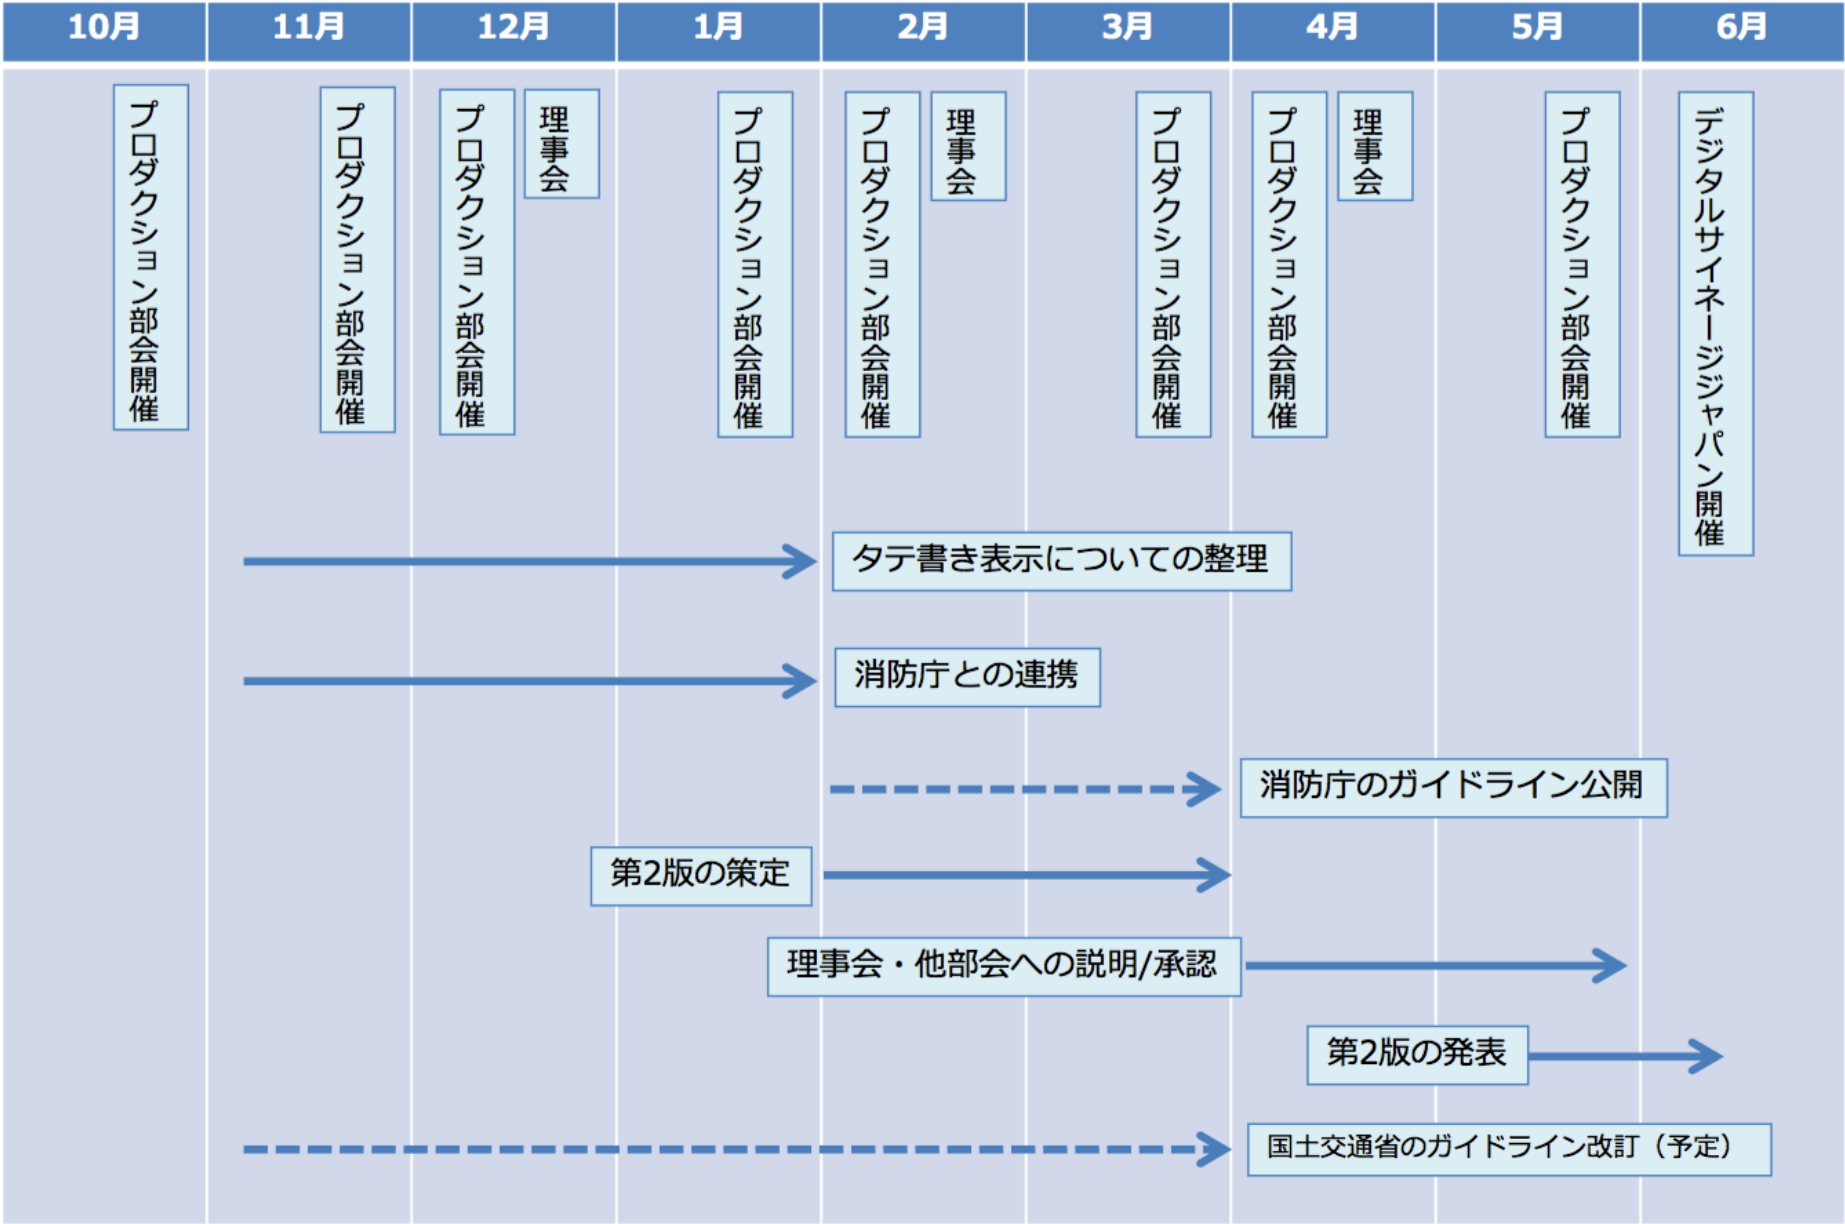 10月
11月
12月
1月
2月
3月
4月
5月
6月
プロダクション部会開催
プロダクション部会開催
プロダクション部会開催
理事会
プロダクション部会開催
プロダクション部会開催
理事会
プロダクション部会開催
プロダクション部会開催
理事会
プロダクション部会開催
デジタルサイネージジャパン開催
タテ書き表示についての整理
消防庁との連携
消防庁のガイドライン公開
第2版の策定
理事会・他部会への説明/承認
第2版の発表
国土交通省のガイドライン改訂（予定）